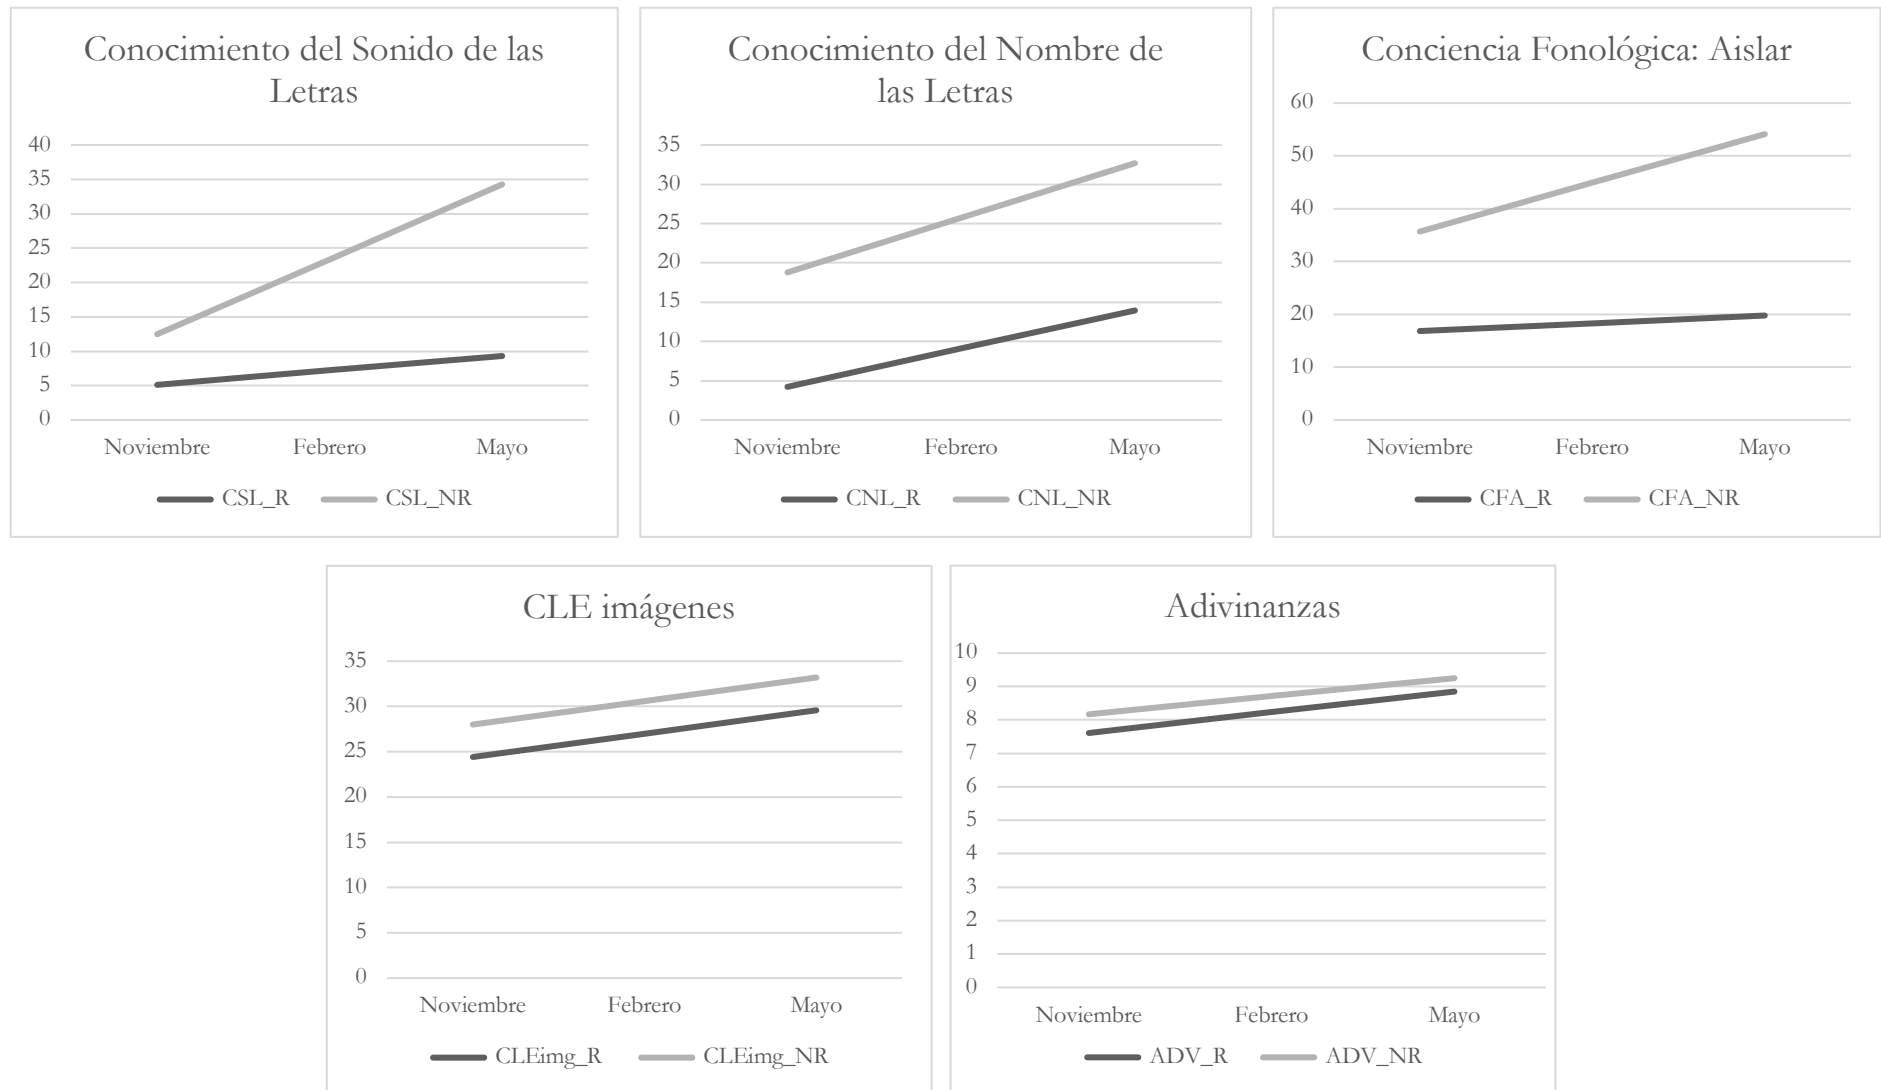 Conocimiento del Sonido de las
Letras
40
35
30
25
20
15
10
5
0
Noviembre Febrero Mayo
CSL_R CSL_NR
Conocimiento del Nombre de
las Letras
35
30
25
20
15
10
5
0
Noviembre Febrero Mayo
CNL_R CNL_NR
Conciencia Fonológica: Aislar
60
50
40
30
20
10
0
Noviembre Febrero Mayo
CFA_R CFA_NR
CLE imágenes
35
30
25
20
15
10
5
0
Noviembre Febrero Mayo
CLEimg_R CLEimg_NR
Adivinanzas
10
9
8
7
6
5
4
3
2
1
0
Noviembre Febrero Mayo
ADV_R ADV_NR